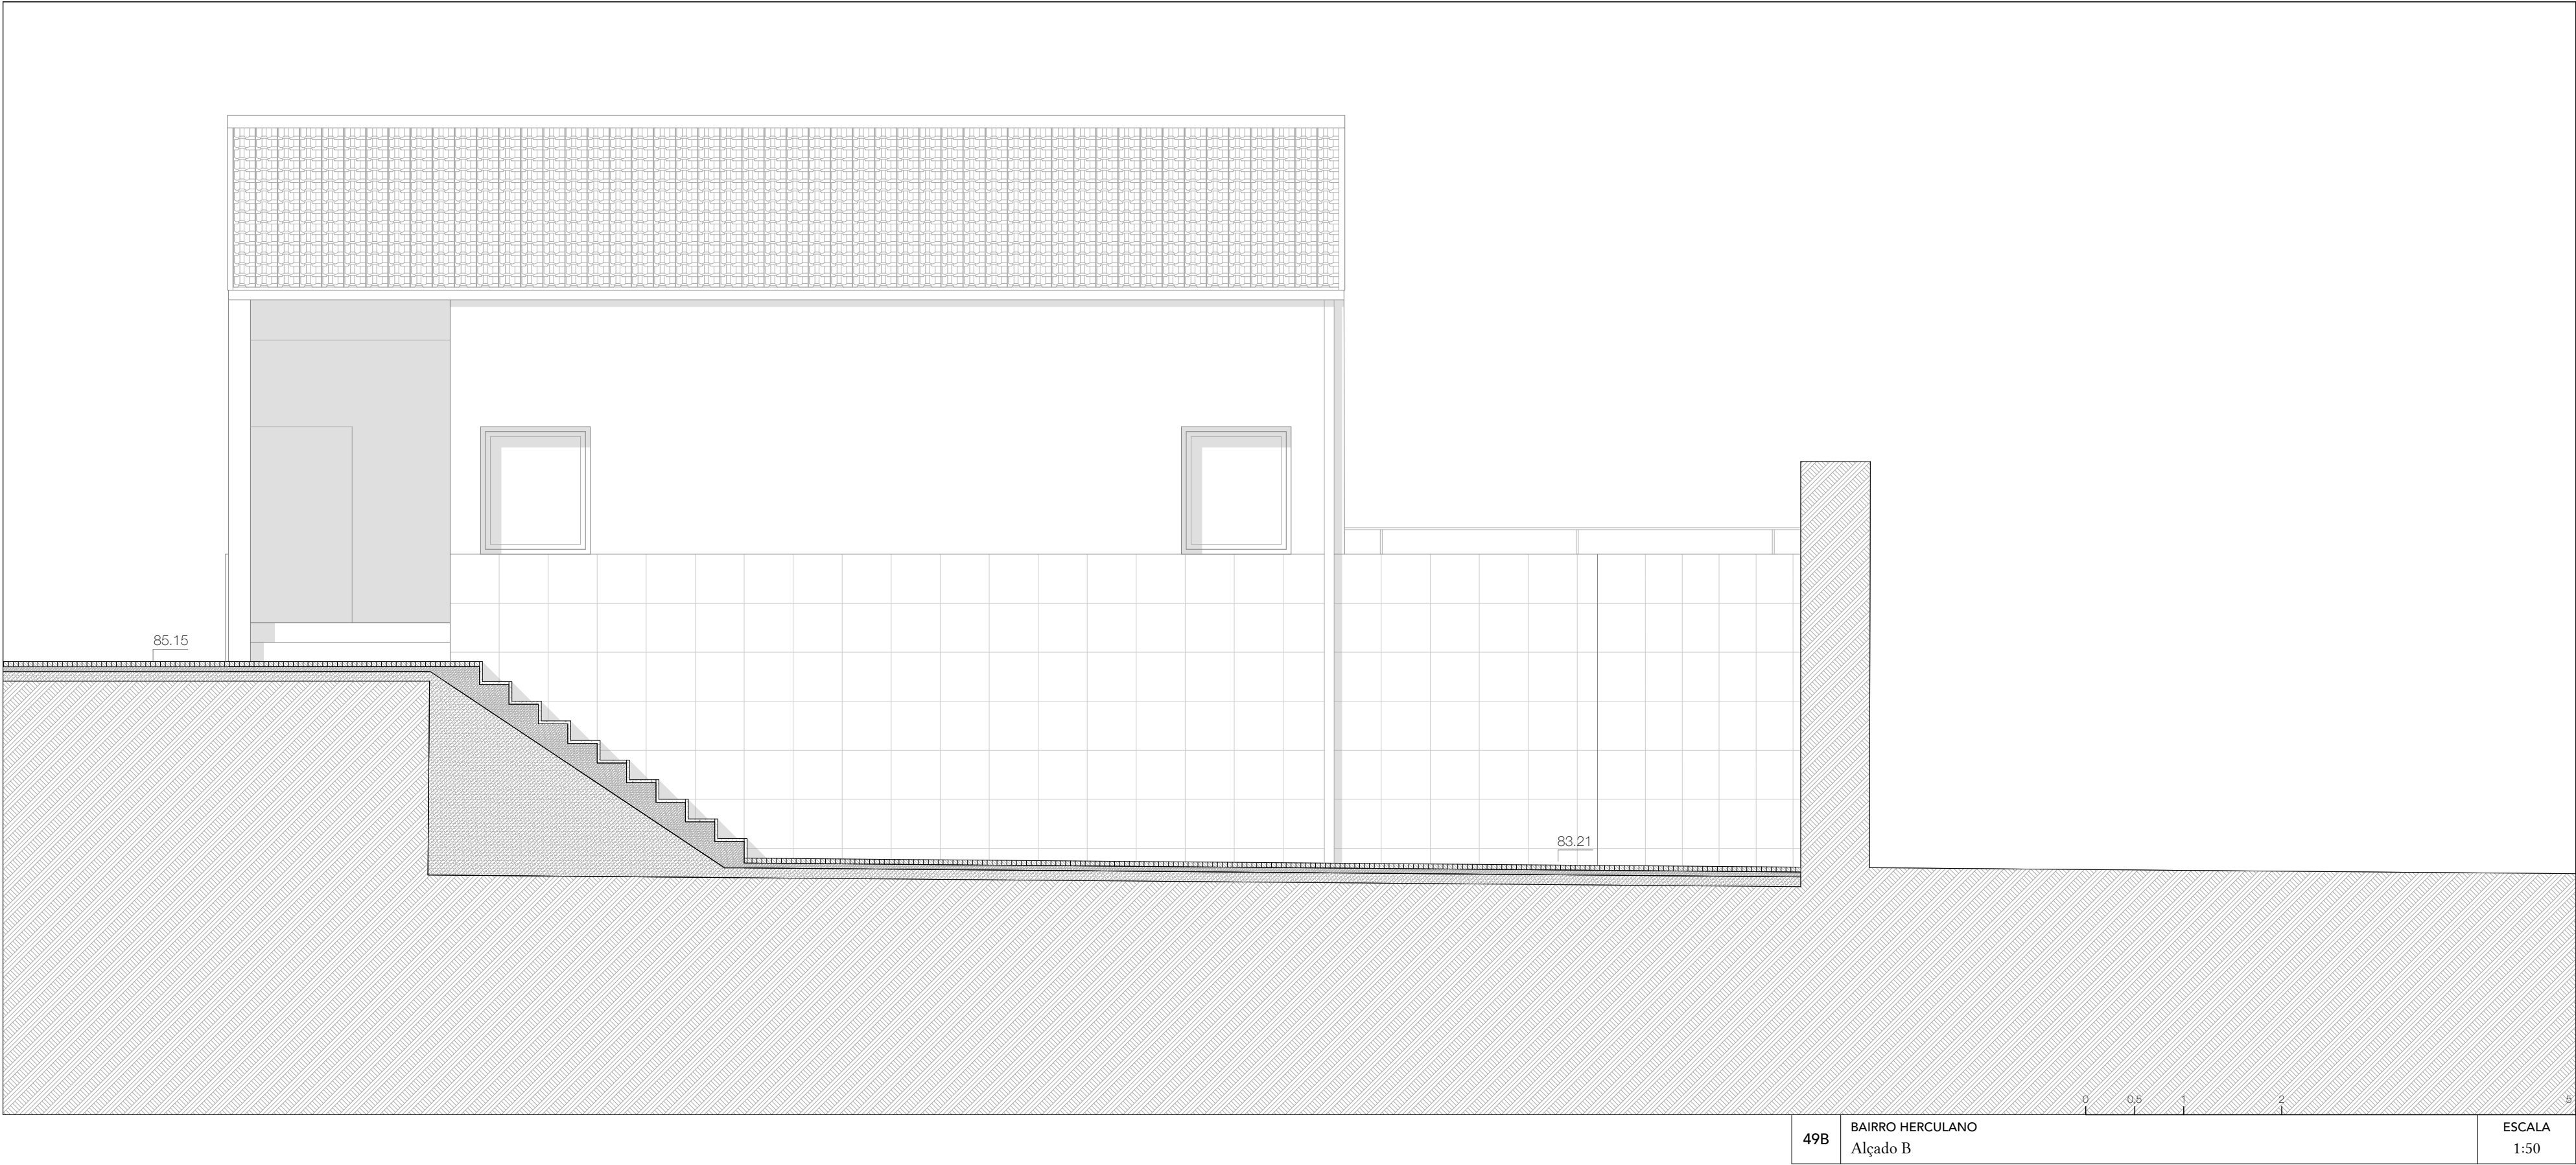 85.15
83.21
0 0,5 1 2 5
49B
BAIRRO HERCULANO
Alçado B
ESCALA
1:50